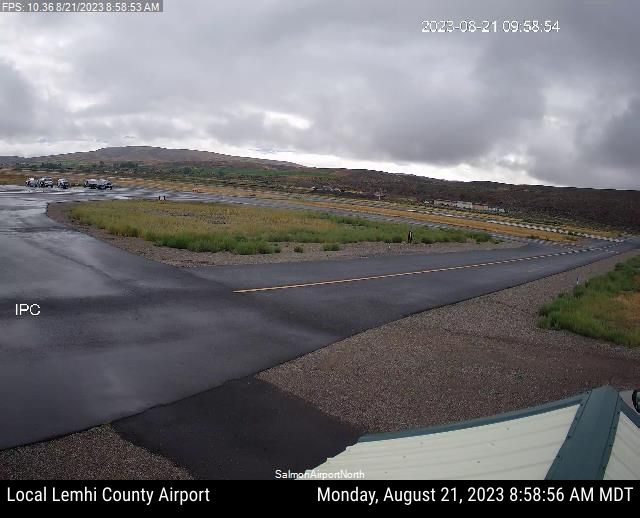 FPS: 10.36 8/21/2023 8:58:53 AM
2023-08-21 09:58:54
IPC
SalmonAirportNorth
Local Lemhi County Airport
Monday, August 21, 2023 8:58:56 AM MDT